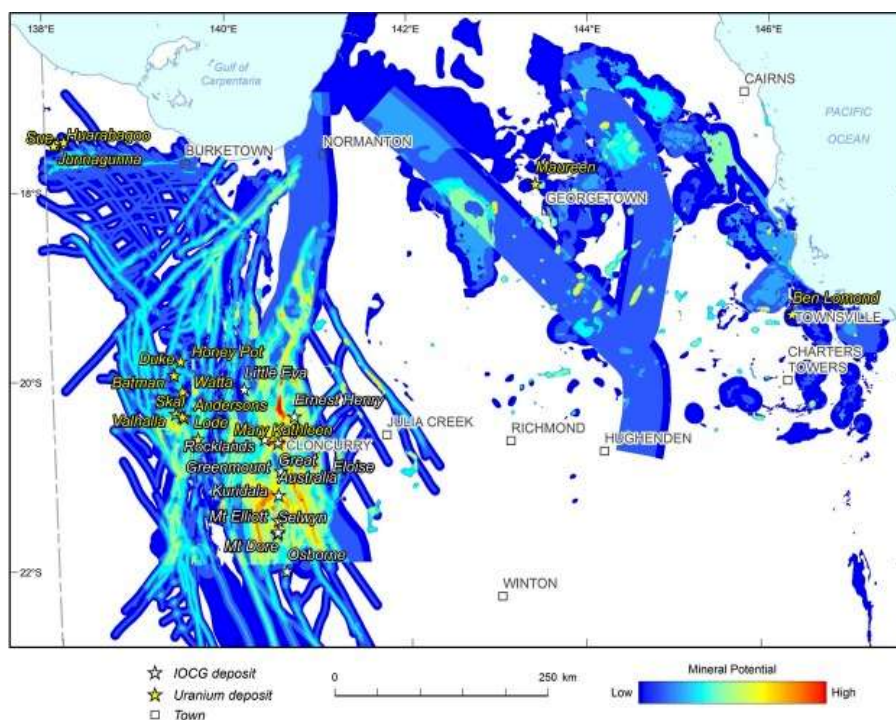 138°E 140°E 142°E 144°E 146°E
Gulf of
Carpentaria
CAIRNS
PACIFIC
OCEAN
Sue Huarabagoo
Junnagunna
BURKETOWN
NORMANTON
Maureen
18°S
GEORGETOWN
Ben Lomond
TOWNSVILLE
Duke Honey Pot
Little Eva
CHARTERS
TOWERS
20°S
Batman Watta
Skal Andersons
Ernest Henry
Valhalla Lode
Mary Kathleen
JULIA CREEK
RICHMOND
HUGHENDEN
Rocklands CLONCURRY
Greenmount Great
Australia
Eloise
Kuridala
Mt Elliott Selwyn
Mt Dore
Osborne
22°S
WINTON
IOCG deposit
Uranium deposit
Town
0 250 km
Mineral Potential
Low High